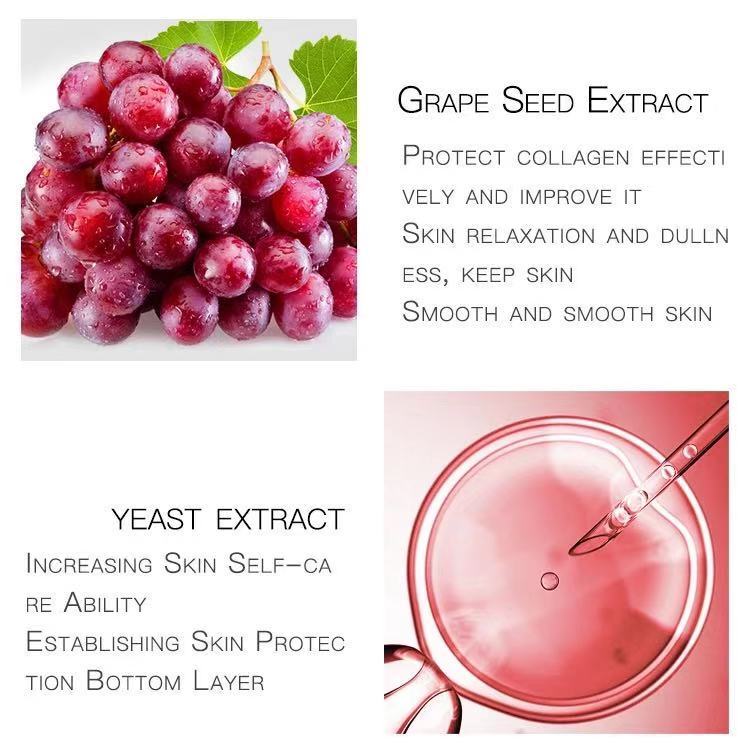 Grape Seed Extract
Protect collagen effecti
vely and improve it
Skin relaxation and dulln
ess, keep skin
Smooth and smooth skin
YEAST EXTRACT
Increasing Skin Self-ca
re Ability
Establishing Skin Protec
tion Bottom Layer